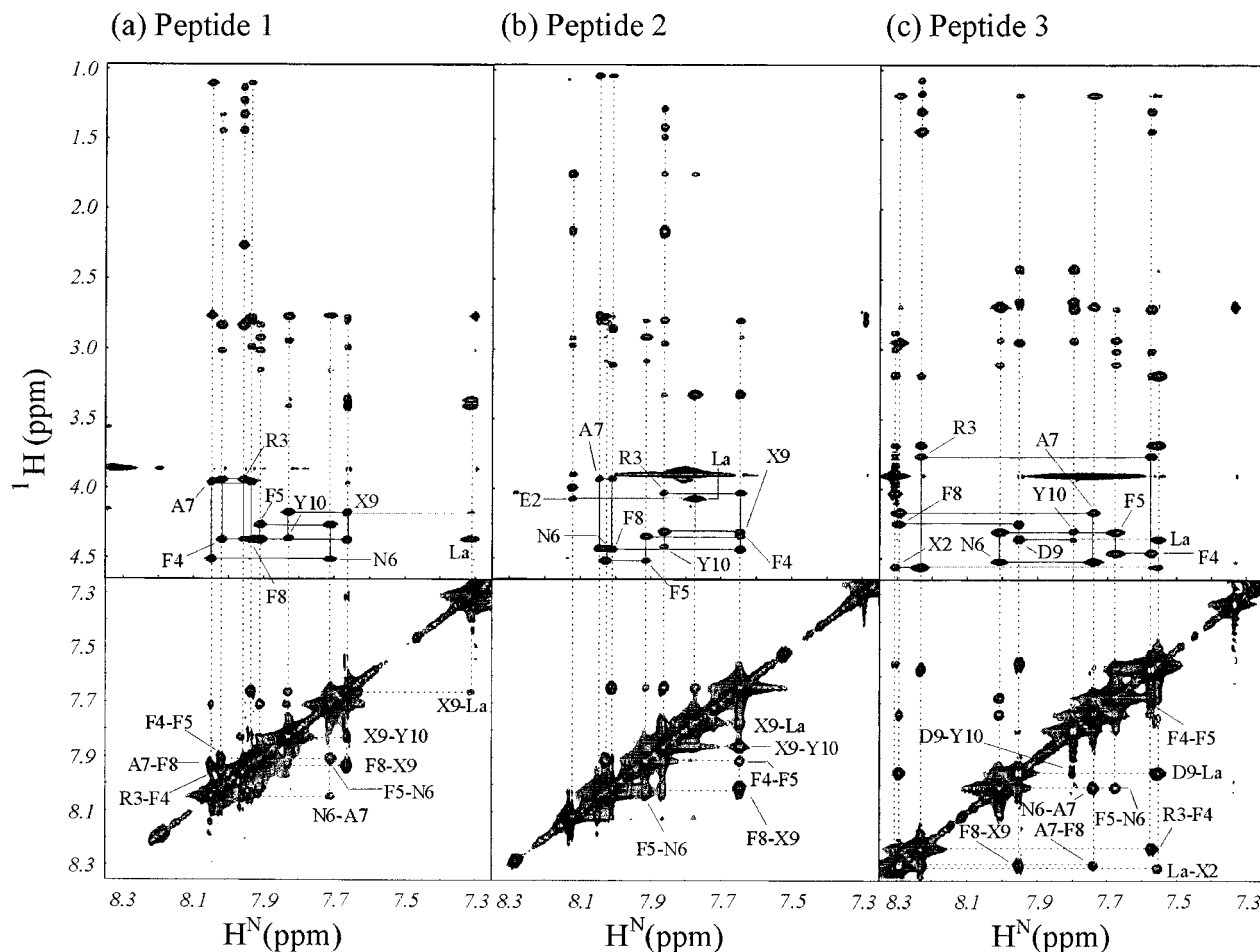 (a) Peptide 1
(b) Peptide 2
(c) Peptide 3
1.0
1.5
2.0
2.5
3.0
3.5
4.0
4.5
¹H (ppm)
R3
A7
F5
Y10
X9
F4
N6
F8
La
A7
R3
La
X9
E2
N6
F8
F4
Y10
F5
R3
A7
F8
Y10
F5
X2
N6
D9
La
F4
7.3
7.5
7.7
7.9
8.1
8.3
X9-La
F4-F5
X9-Y10
A7-F8
F8-X9
R3-F4
F5-N6
N6-A7
X9-La
X9-Y10
F4-F5
F5-N6
F8-X9
D9-Y10
F4-F5
D9-La
N6-A7
F5-N6
F8-X9
A7-F8
R3-F4
La-X2
8.3 8.1 7.9 7.7 7.5 7.3
8.3 8.1 7.9 7.7 7.5
8.3 8.1 7.9 7.7 7.5 7.3
Hᴺ(ppm)
Hᴺ(ppm)
Hᴺ(ppm)